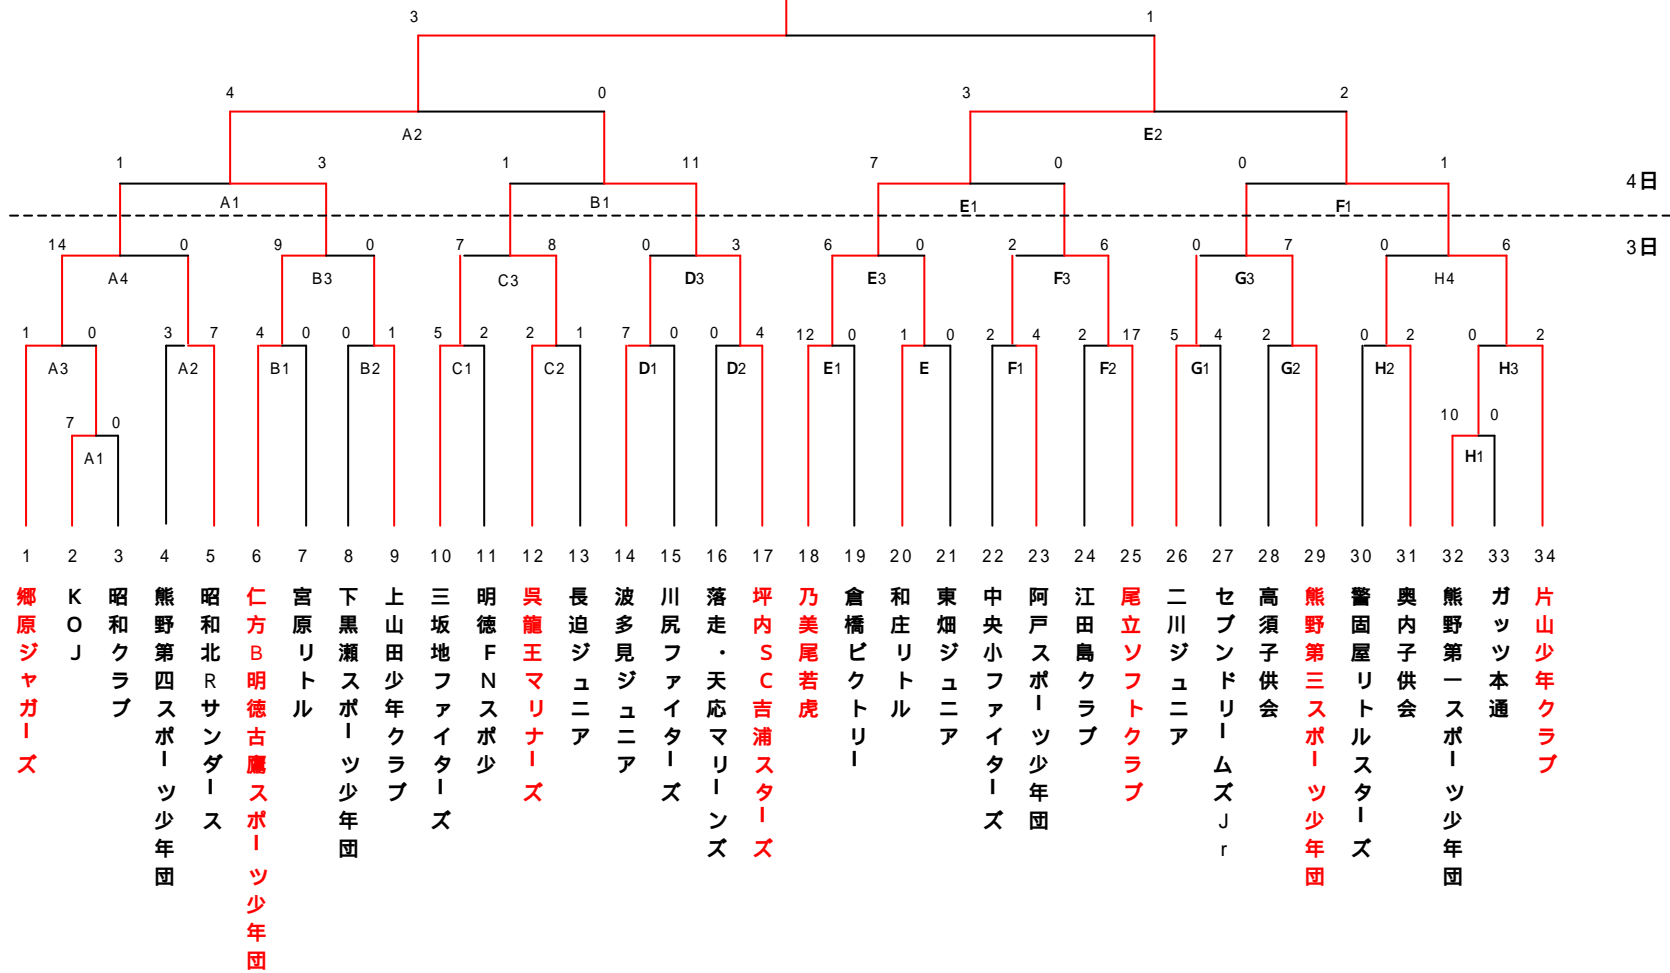 3 1
4 0 3 2
A2 E2
1 3 1 11 7 0 0 1
4日
A1 B1 E1 F1
14 0 9 0 7 8 0 3 6 0 2 6 0 7 0 6
3日
A4 B3 C3 D3 E3 F3 G3 H4
1 0 3 7 4 0 0 1 5 2 2 1 7 0 0 4 12 0 1 0 2 4 2 17 5 4 2 0 2 0 2
A3 A2 B1 B2 C1 C2 D1 D2 E1 E F1 F2 G1 G2 H2 H3
7 0 10 0
A1 H1
1 2 3 4 5 6 7 8 9 10 11 12 13 14 15 16 17 18 19 20 21 22 23 24 25 26 27 28 29 30 31 32 33 34
郷原ジャガーズ
KOJ
昭和クラブ
熊野第四スポーツ少年団
昭和北Rサンダース
仁方B明徳古鷹スポーツ少年団
宮原リトル
下黒瀬スポーツ少年団
上山田少年クラブ
三坂地ファイターズ
明徳FNスポ少
呉龍王マリナーズ
長迫ジュニア
波多見ジュニア
川尻ファイターズ
落走・天応マリーンズ
坪内SC吉浦スターズ
乃美尾若虎
倉橋ビクトリー
和庄リトル
東畑ジュニア
中央小ファイターズ
阿戸スポーツ少年団
江田島クラブ
尾立ソフトクラブ
二川ジュニア
セブンドリームズJr
高須子供会
熊野第三スポーツ少年団
警固屋リトルスターズ
奥内子供会
熊野第一スポーツ少年団
ガッツ本通
片山少年クラブ